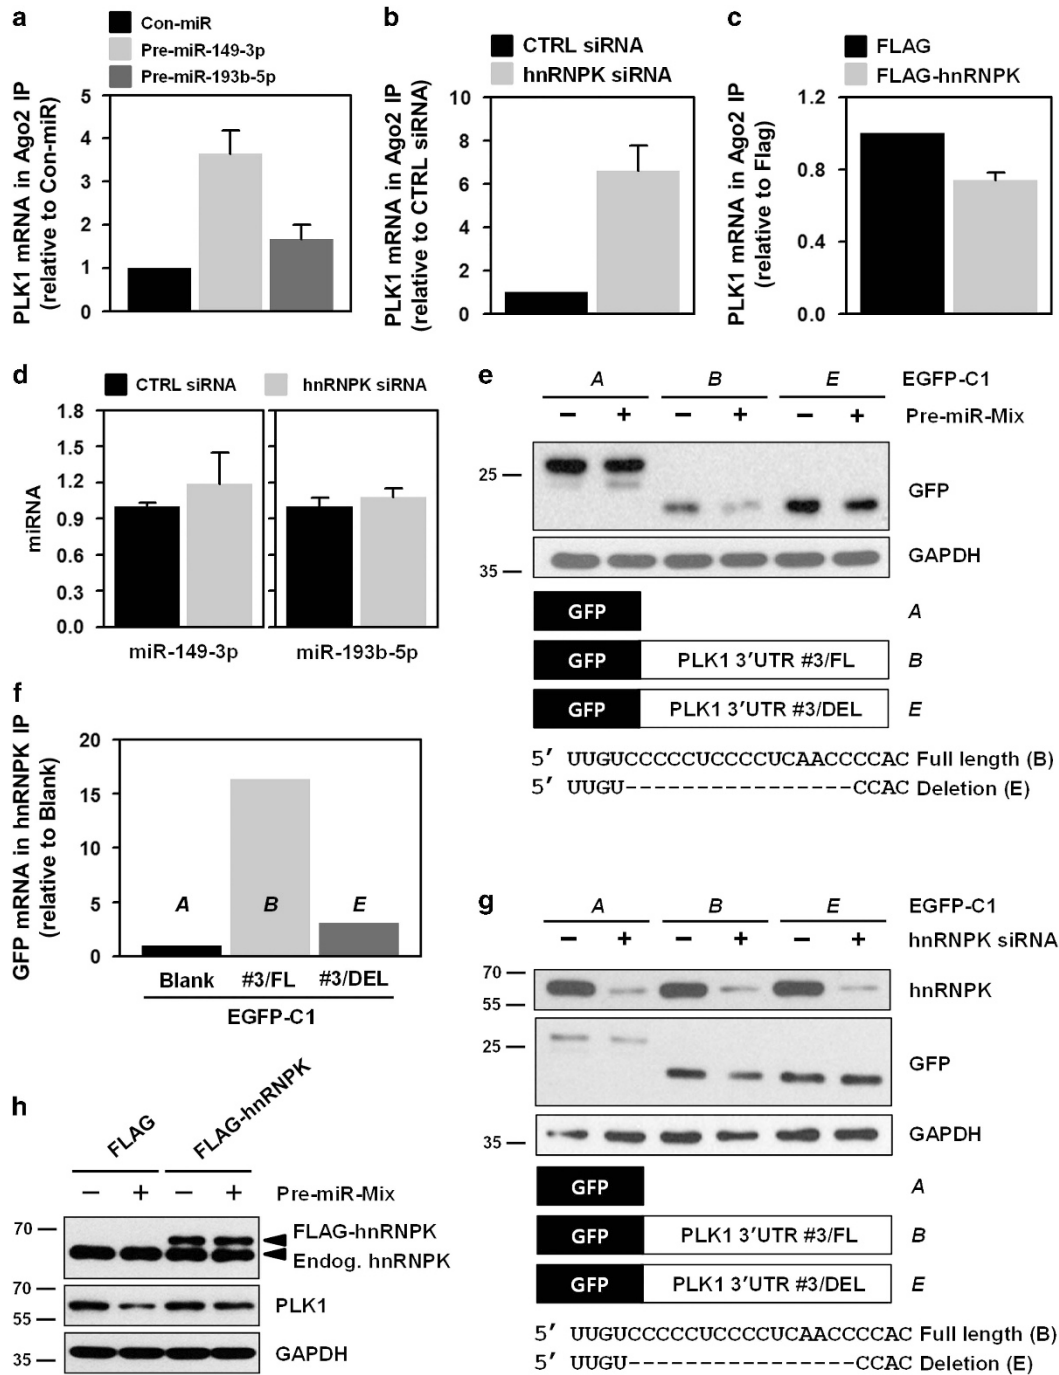 a
Con-miR
Pre-miR-149-3p
Pre-miR-193b-5p
PLK1 mRNA in Ago2 IP
(relative to Con-miR)
5
4
3
2
1
0
b
CTRL siRNA
hnRNPK siRNA
PLK1 mRNA in Ago2 IP
(relative to CTRL siRNA)
10
8
6
4
2
0
c
FLAG
FLAG-hnRNPK
PLK1 mRNA in Ago2 IP
(relative to Flag)
1.2
0.8
0.4
0.0
d
CTRL siRNA hnRNPK siRNA
miRNA
1.8
1.5
1.2
0.9
0.6
0.3
0.0
miR-149-3p miR-193b-5p
e
A B E EGFP-C1
– + – + – + Pre-miR-Mix
25 GFP
35 GAPDH
GFP A
GFP PLK1 3′UTR #3/FL B
GFP PLK1 3′UTR #3/DEL E
5′ UUGUCCCCCUCCCCUCAACCCCAC Full length (B)
5′ UUGU----------------CCAC Deletion (E)
f
GFP mRNA in hnRNPK IP
(relative to Blank)
20
15
10
5
0
A B E
Blank #3/FL #3/DEL
EGFP-C1
g
A B E EGFP-C1
– + – + – + hnRNPK siRNA
70
55
hnRNPK
25
GFP
35 GAPDH
GFP A
GFP PLK1 3′UTR #3/FL B
GFP PLK1 3′UTR #3/DEL E
5′ UUGUCCCCCUCCCCUCAACCCCAC Full length (B)
5′ UUGU----------------CCAC Deletion (E)
h
FLAG FLAG-hnRNPK
– + – + Pre-miR-Mix
70
FLAG-hnRNPK
Endog. hnRNPK
70
55
PLK1
35 GAPDH